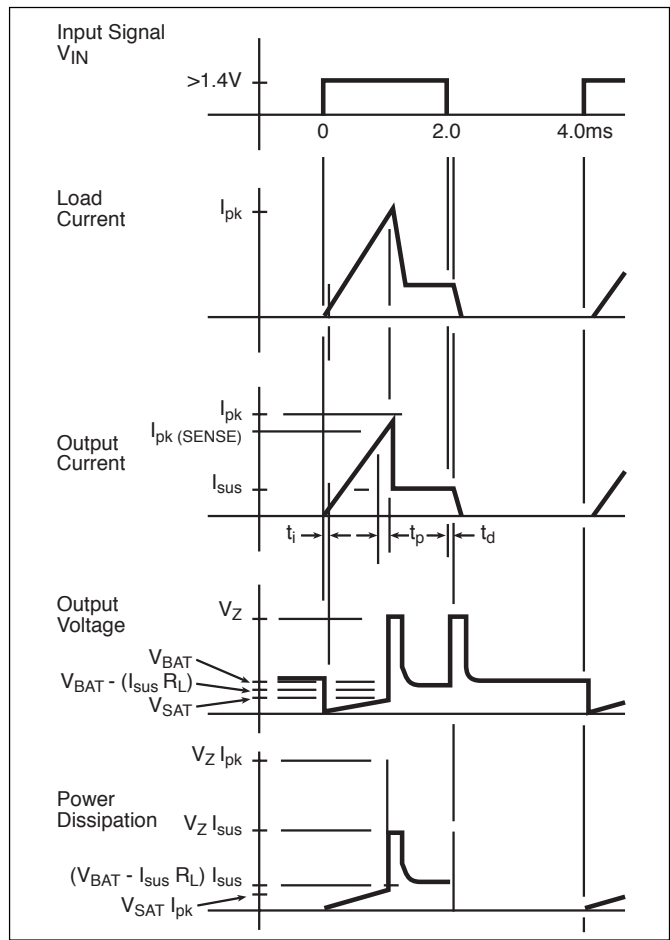 Input Signal
VIN
>1.4V
0 2.0 4.0ms
Load
Current
Ipk
Output
Current
Ipk
Ipk (SENSE)
Isus
ti tp td
Output
Voltage
VZ
VBAT
VBAT - (Isus RL)
VSAT
Power
Dissipation
VZ Ipk
VZ Isus
(VBAT - Isus RL) Isus
VSAT Ipk